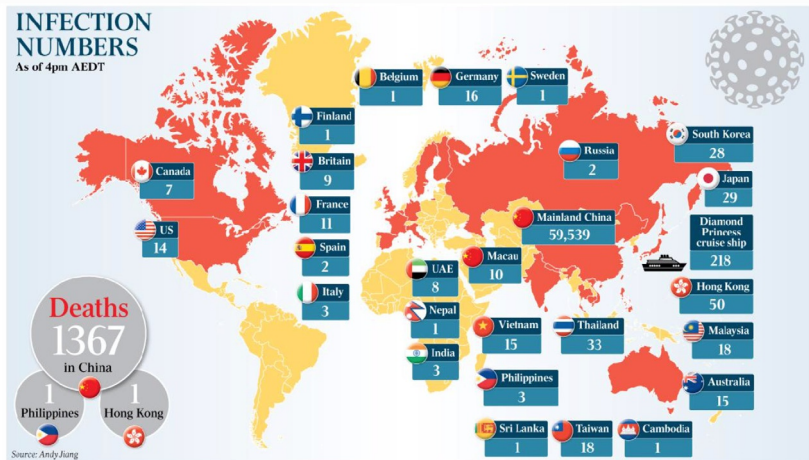 INFECTION
NUMBERS
As of 4pm AEDT
Belgium
1
Germany
16
Sweden
1
Finland
1
Britain
9
France
11
Spain
2
Italy
3
Canada
7
US
14
Russia
2
South Korea
28
Japan
29
Mainland China
59,539
Diamond
Princess
cruise ship
218
UAE
8
Macau
10
Hong Kong
50
Nepal
1
Vietnam
15
Thailand
33
Malaysia
18
India
3
Philippines
3
Australia
15
Sri Lanka
1
Taiwan
18
Cambodia
1
Deaths
1367
in China
1
Philippines
1
Hong Kong
Source: AndyJiang